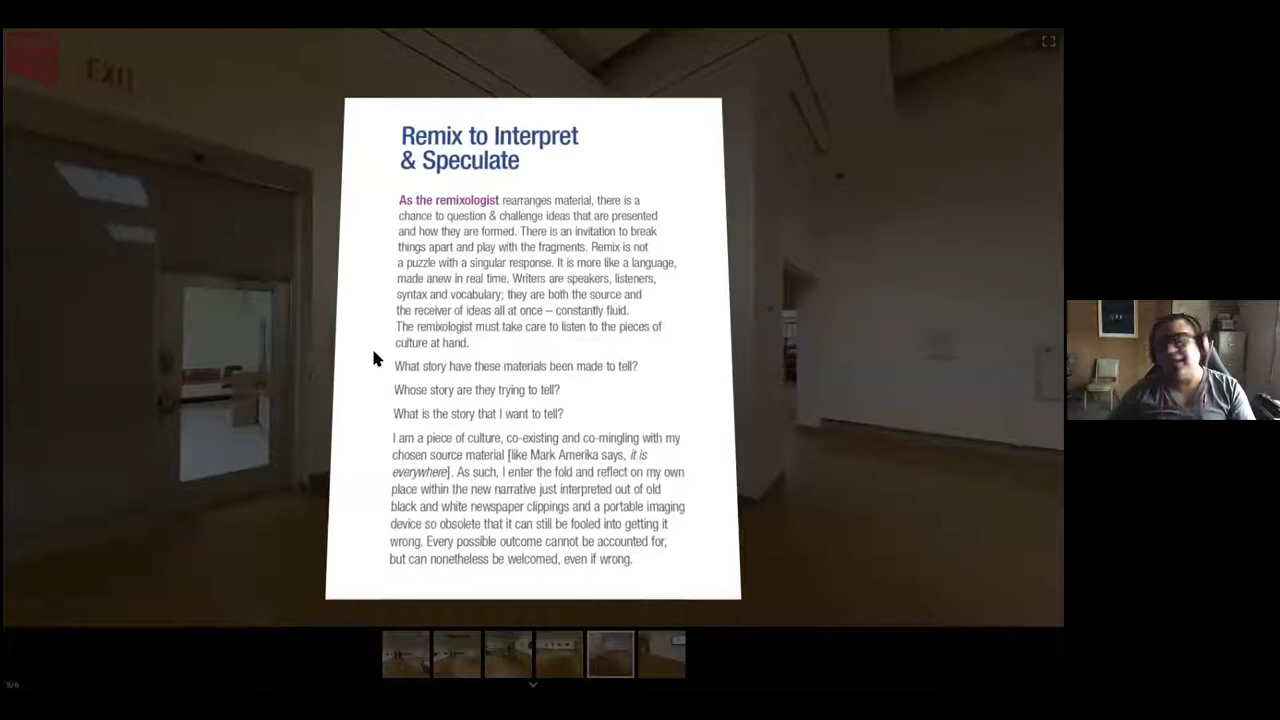 EXIT
Remix to Interpret
& Speculate
As the remixologist rearranges material, there is a
chance to question & challenge ideas that are presented
and how they are formed. There is an invitation to break
things apart and play with the fragments. Remix is not
a puzzle with a singular response. It is more like a language,
made anew in real time. Writers are speakers, listeners,
syntax and vocabulary; they are both the source and
the receiver of ideas all at once – constantly fluid.
The remixologist must take care to listen to the pieces of
culture at hand.
What story have these materials been made to tell?
Whose story are they trying to tell?
What is the story that I want to tell?
I am a piece of culture, co-existing and co-mingling with my
chosen source material [like Mark Amerika says, it is
everywhere]. As such, I enter the fold and reflect on my own
place within the new narrative just interpreted out of old
black and white newspaper clippings and a portable imaging
device so obsolete that it can still be fooled into getting it
wrong. Every possible outcome cannot be accounted for,
but can nonetheless be welcomed, even if wrong.
5/6